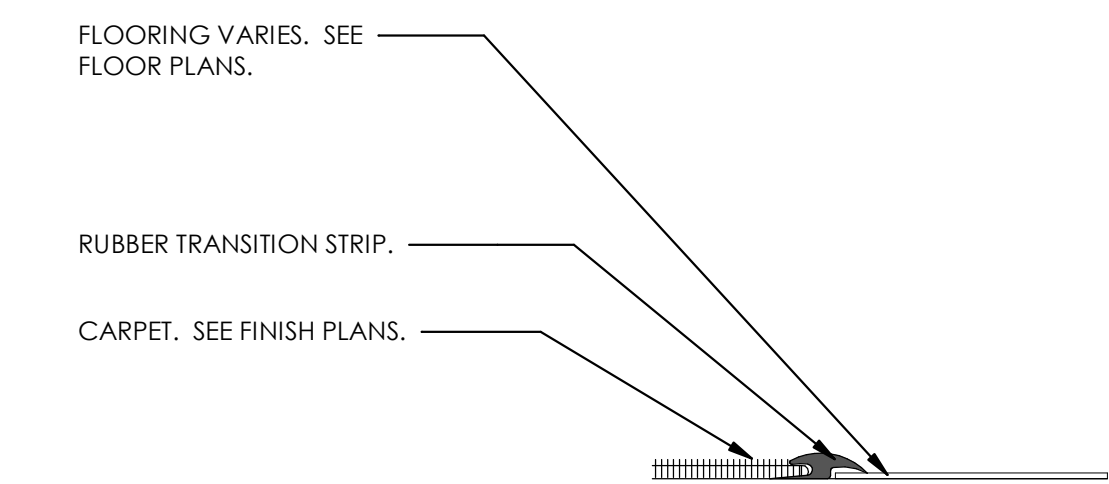 FLOORING VARIES.  SEE
FLOOR PLANS.
RUBBER TRANSITION STRIP.
CARPET.  SEE FINISH PLANS.